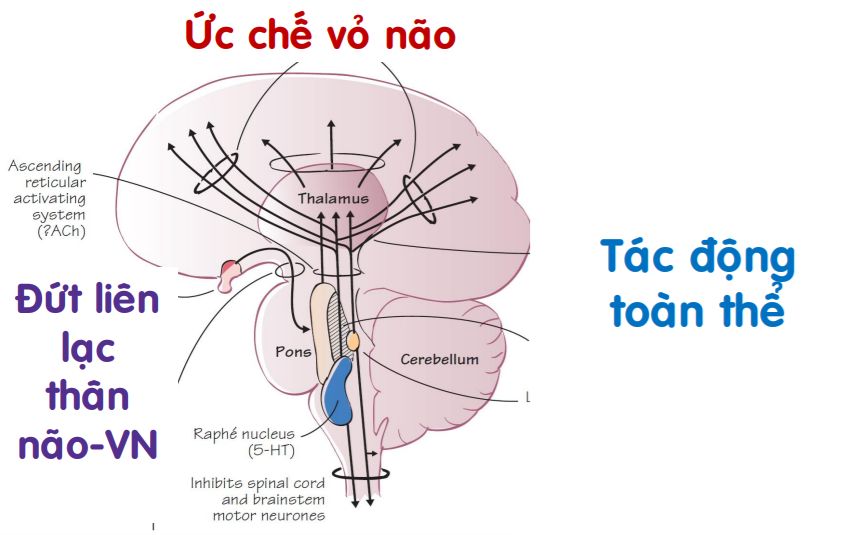 Ức chế vỏ não
Ascending
reticular
activating
system
(?ACh)
Thalamus
Tác động
toàn thể
Đứt liên
lạc
thân
não-VN
Pons
Cerebellum
Raphé nucleus
(5-HT)
Inhibits spinal cord
and brainstem
motor neurones